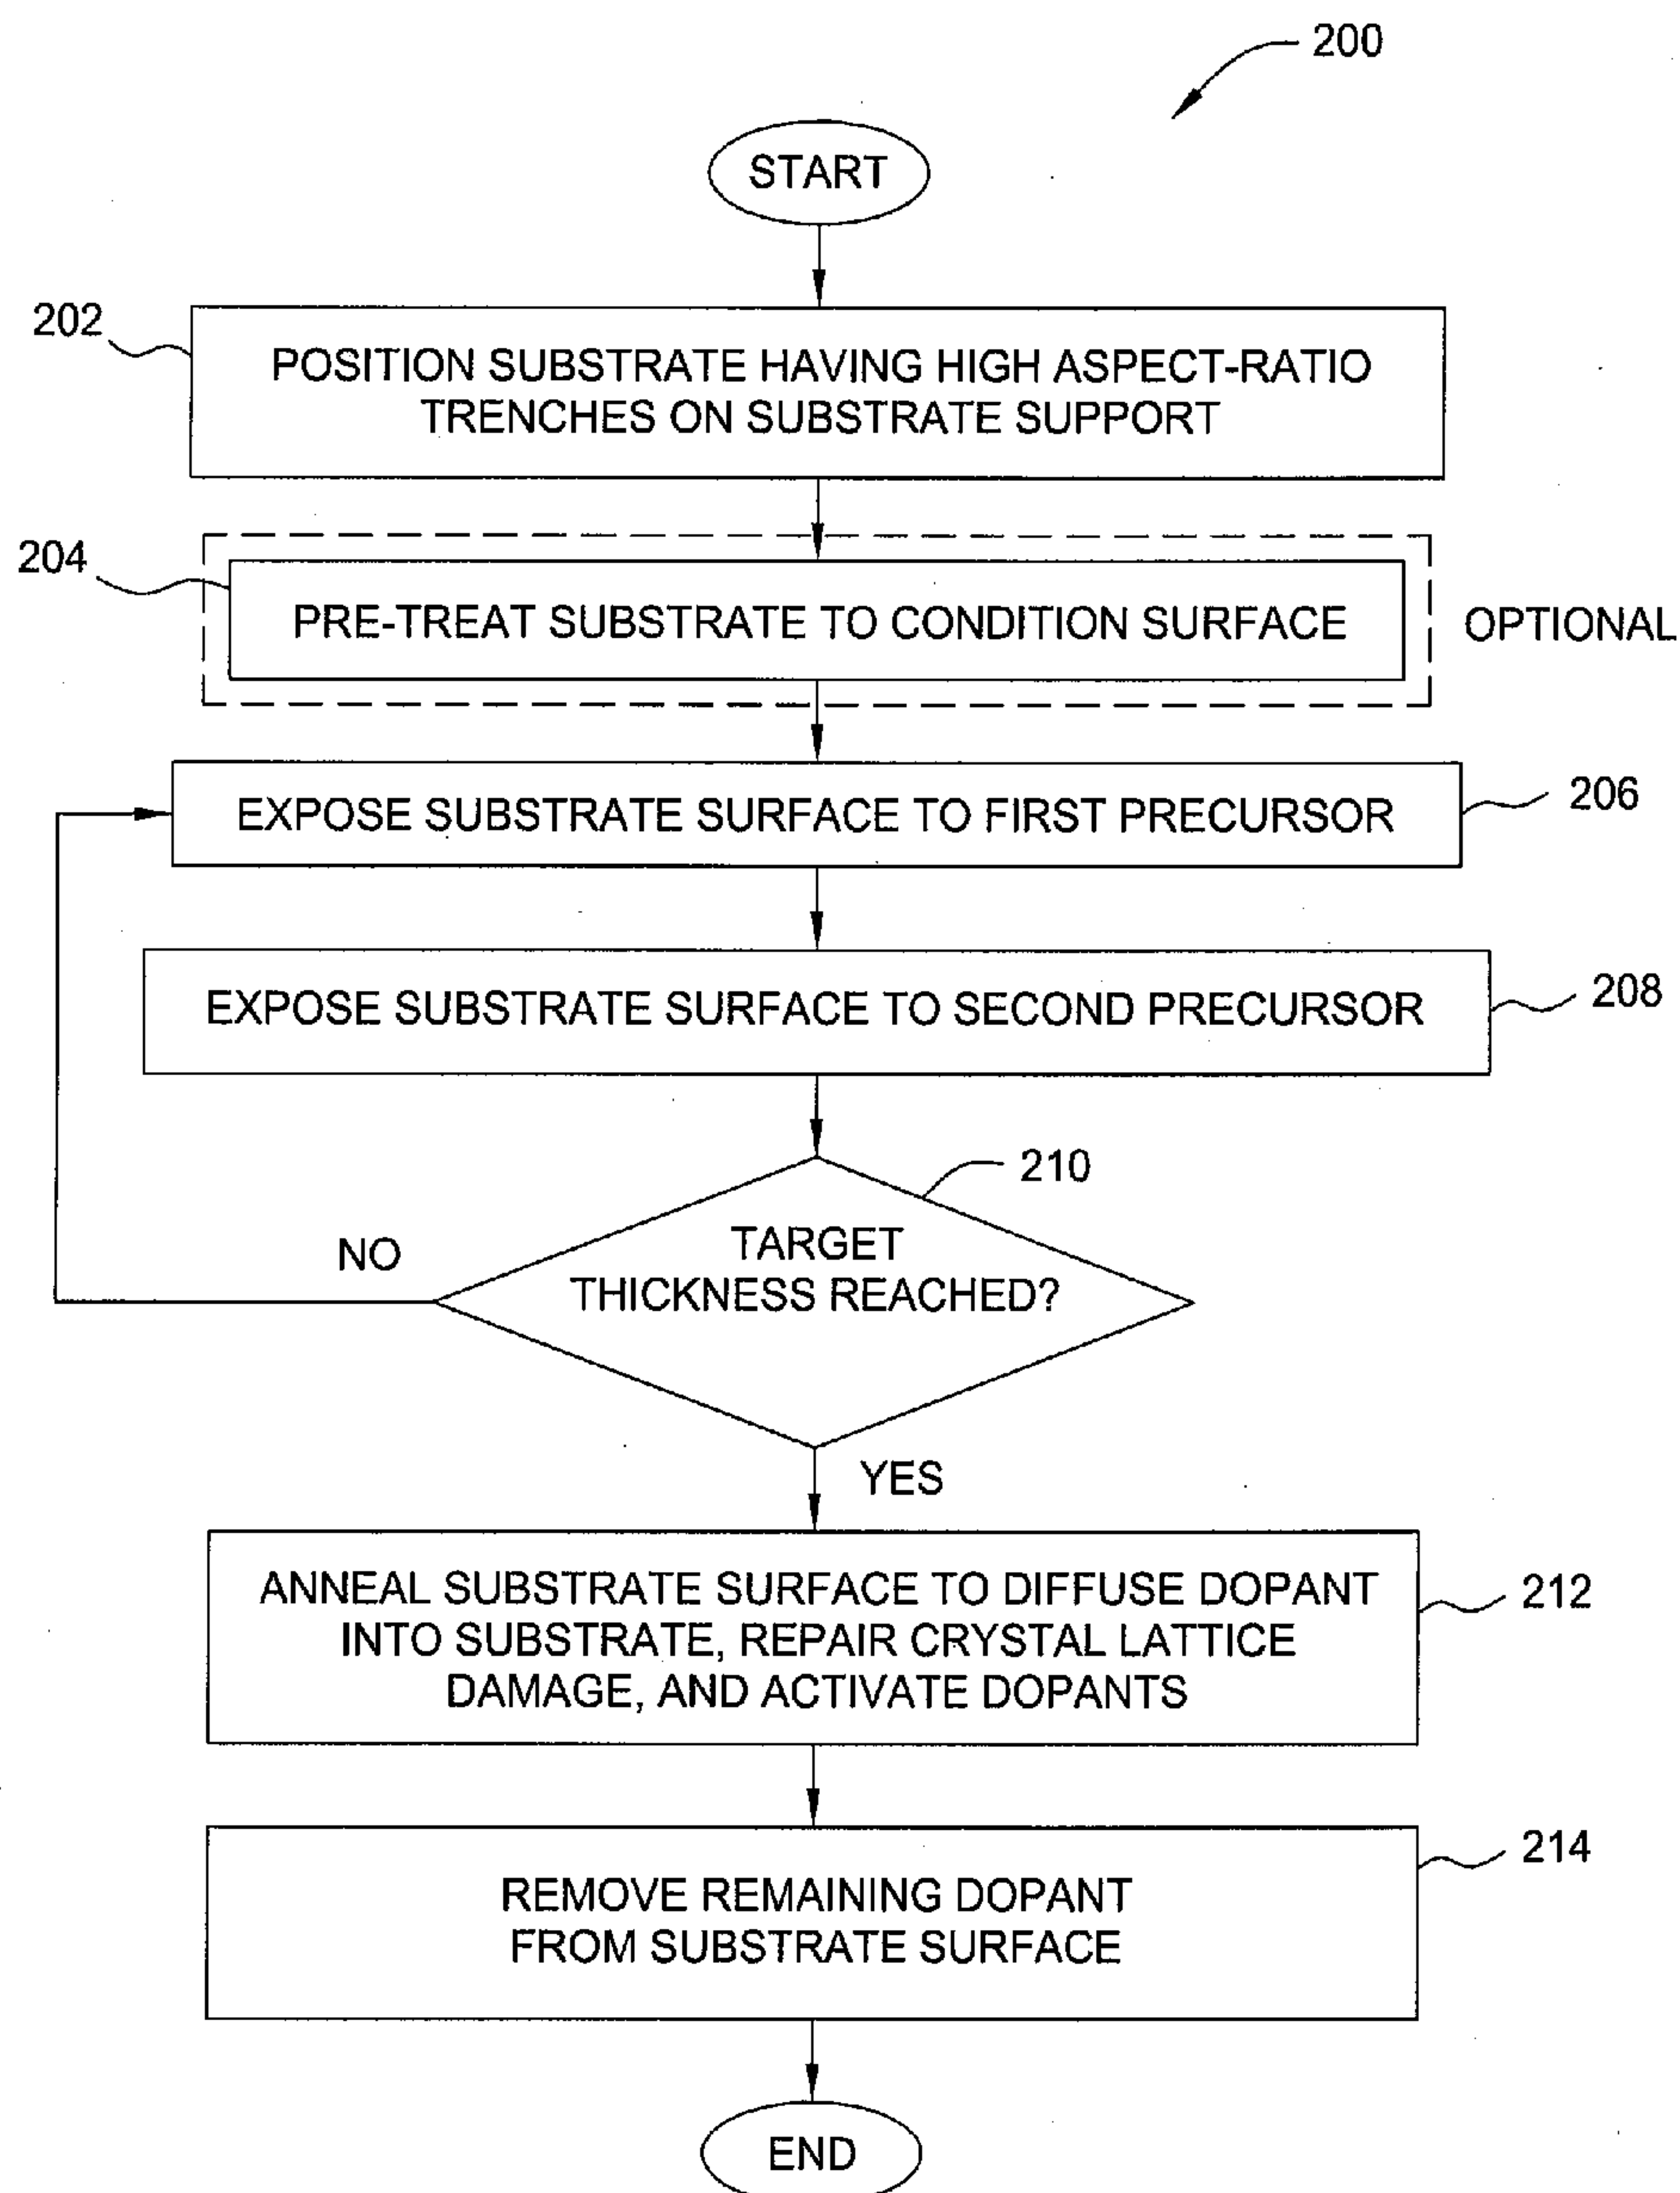 200
START
202
POSITION SUBSTRATE HAVING HIGH ASPECT-RATIO
TRENCHES ON SUBSTRATE SUPPORT
204
PRE-TREAT SUBSTRATE TO CONDITION SURFACE
OPTIONAL
EXPOSE SUBSTRATE SURFACE TO FIRST PRECURSOR
206
EXPOSE SUBSTRATE SURFACE TO SECOND PRECURSOR
208
210
TARGET
THICKNESS REACHED?
NO
YES
ANNEAL SUBSTRATE SURFACE TO DIFFUSE DOPANT
INTO SUBSTRATE, REPAIR CRYSTAL LATTICE
DAMAGE, AND ACTIVATE DOPANTS
212
REMOVE REMAINING DOPANT
FROM SUBSTRATE SURFACE
214
END